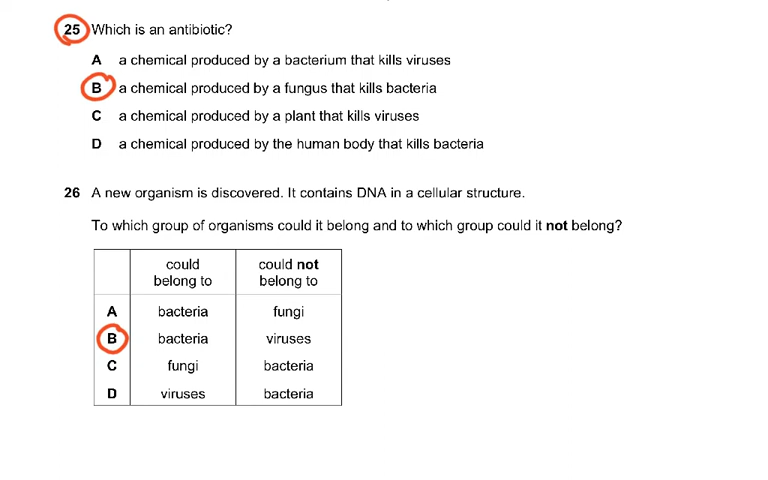 25 Which is an antibiotic?
A a chemical produced by a bacterium that kills viruses
B a chemical produced by a fungus that kills bacteria
C a chemical produced by a plant that kills viruses
D a chemical produced by the human body that kills bacteria
26 A new organism is discovered. It contains DNA in a cellular structure.
To which group of organisms could it belong and to which group could it not belong?
could could not
belong to belong to
A bacteria fungi
B bacteria viruses
C fungi bacteria
D viruses bacteria